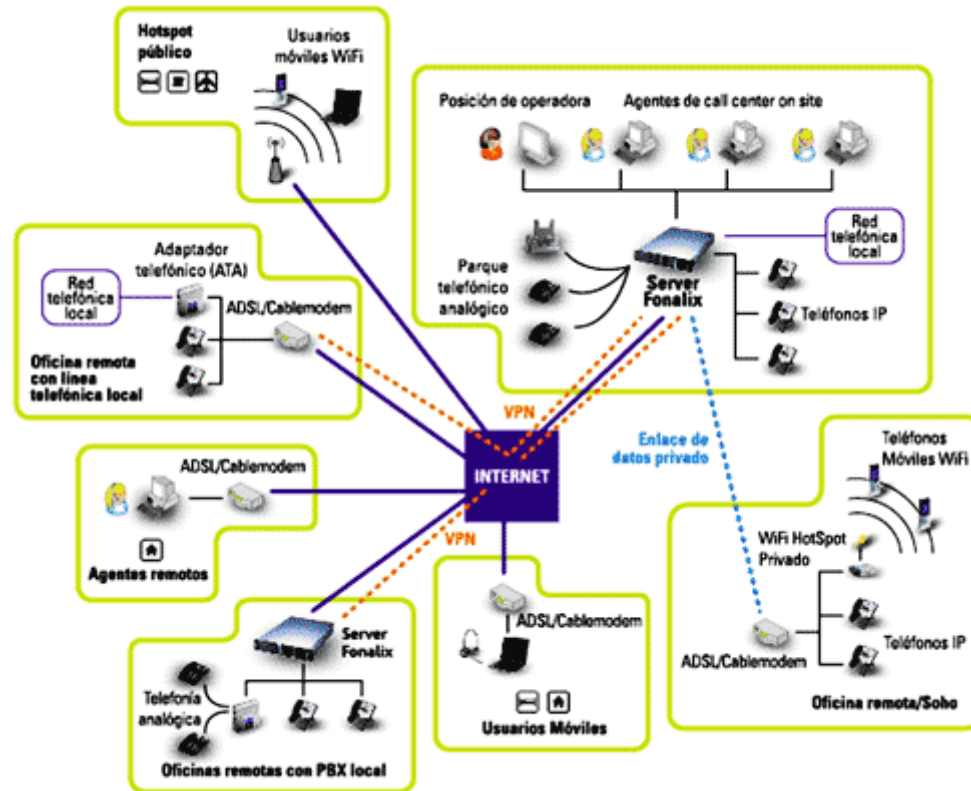 Hotspot
público
Usuarios
móviles WiFi
Posición de operadora
Agentes de call center on site
Red
telefónica
local
Server
Fonalix
Parque
telefónico
analógico
Teléfonos IP
Adaptador
telefónico (ATA)
Red
telefónica
local
ADSL/Cablemodem
Oficina remota
con línea
telefónica local
VPN
INTERNET
Enlace de
datos privado
Teléfonos
Móviles WiFi
WiFi HotSpot
Privado
ADSL/Cablemodem
Teléfonos IP
Oficina remota/Soho
ADSL/Cablemodem
Agentes remotos
VPN
Server
Fonalix
Telefonía
analógica
Oficinas remotas con PBX local
ADSL/Cablemodem
Usuarios Móviles